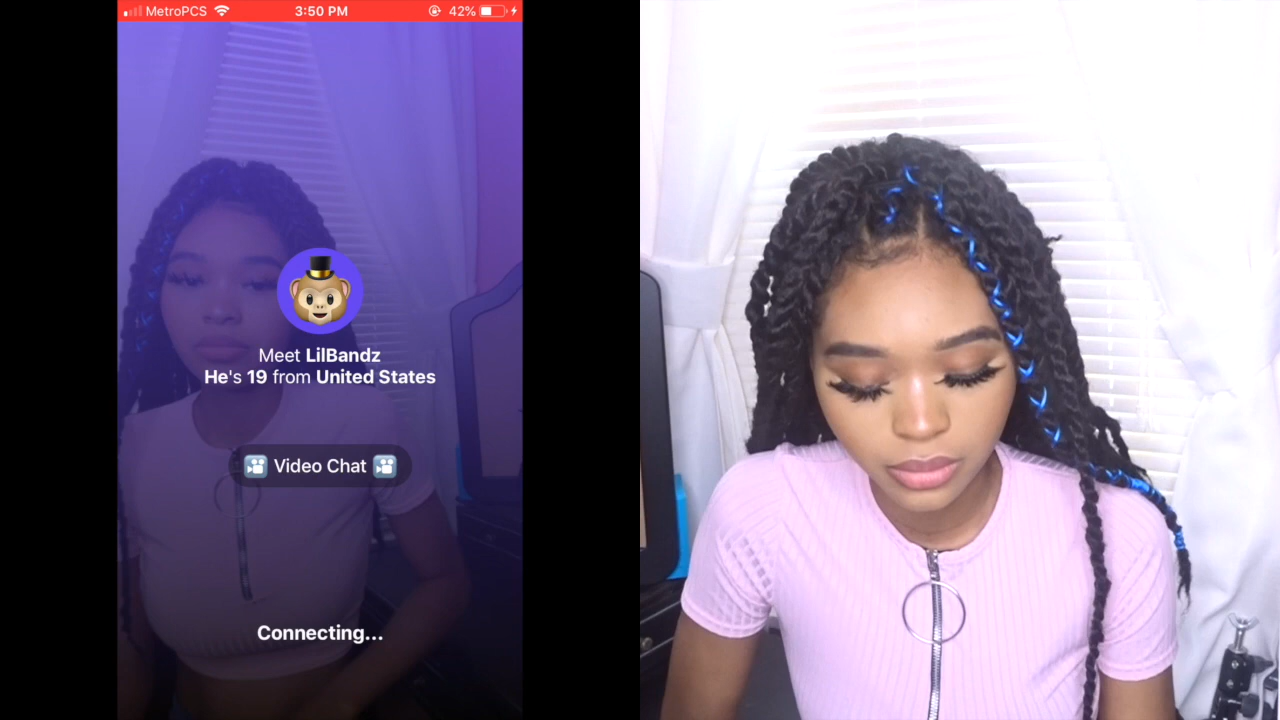 MetroPCS 3:50 PM 42%
Meet LilBandz
He's 19 from United States
Video Chat
Connecting...